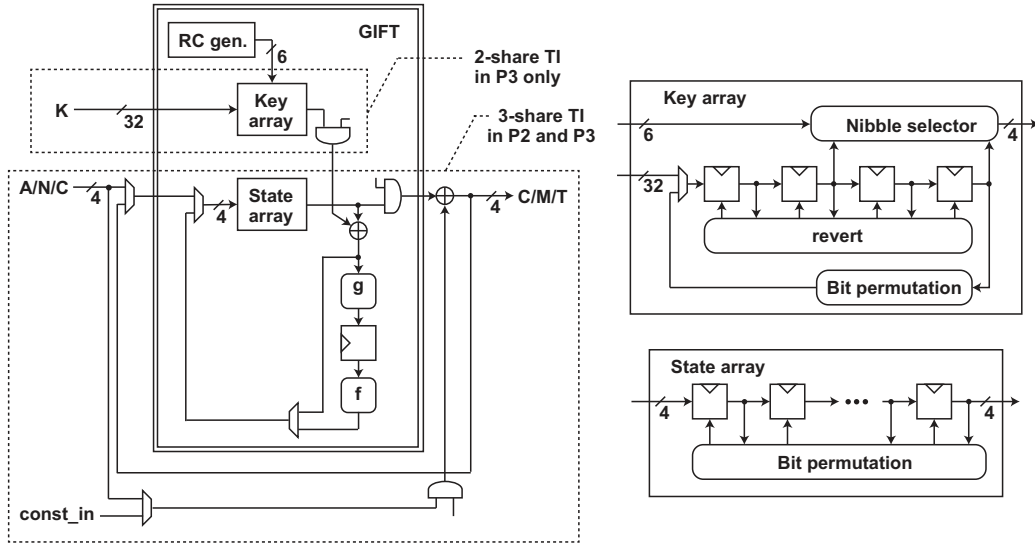 GIFT
RC gen.
6
2-share TI
in P3 only
K
32
Key
array
3-share TI
in P2 and P3
A/N/C
4
4
State
array
4
C/M/T
g
f
const_in
Key array
6
Nibble selector
4
32
revert
Bit permutation
State array
4
4
Bit permutation